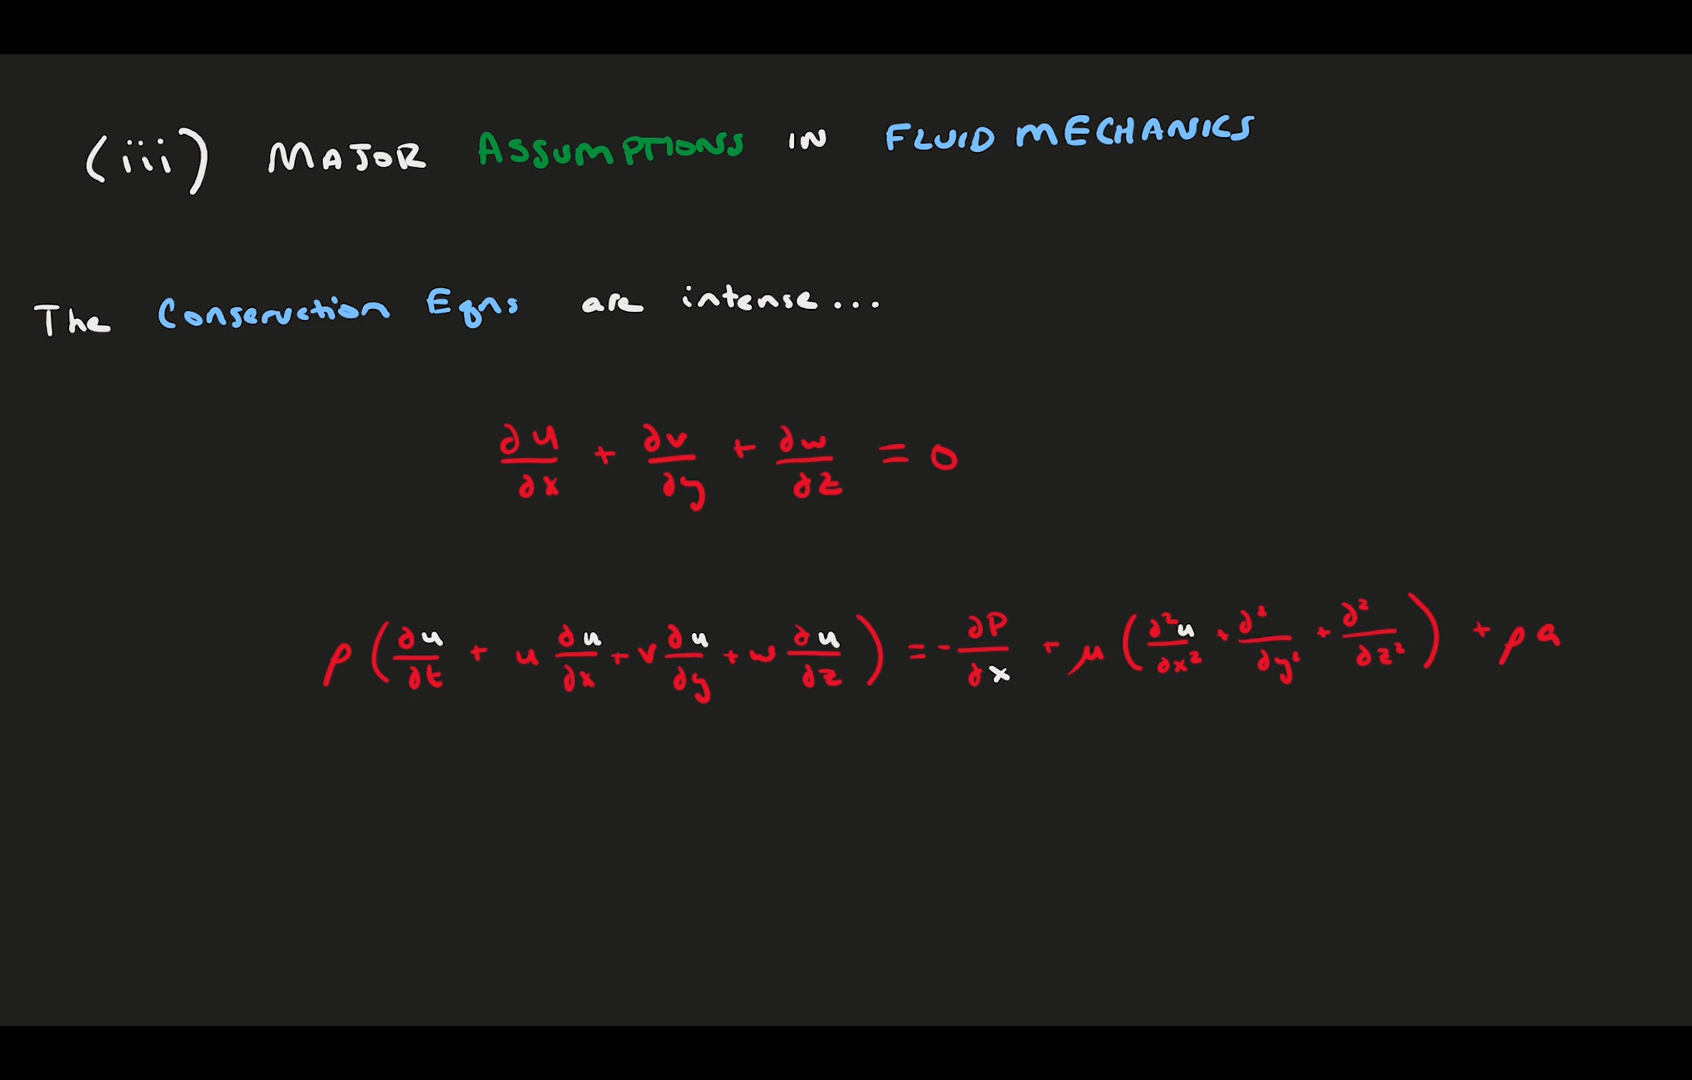 (iii) MAJOR ASSUMPTIONS IN FLUID MECHANICS
The Conservation Eqns are intense...
∂u/∂x + ∂v/∂y + ∂w/∂z = 0
ρ(∂u/∂t + u ∂u/∂x + v ∂u/∂y + w ∂u/∂z) = -∂P/∂x + μ(∂²u/∂x² + ∂²/∂y² + ∂²/∂z²) + ρa